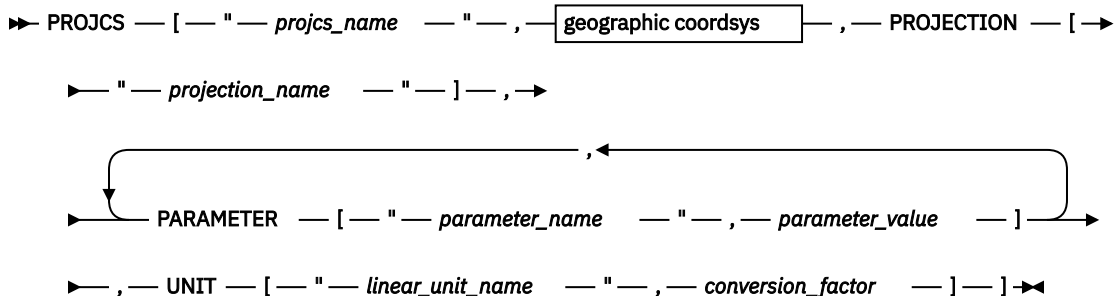 PROJCS [ " projcs_name " , geographic coordsys , PROJECTION [
" projection_name " ] ,
,
PARAMETER [ " parameter_name " , parameter_value ]
, UNIT [ " linear_unit_name " , conversion_factor ] ]